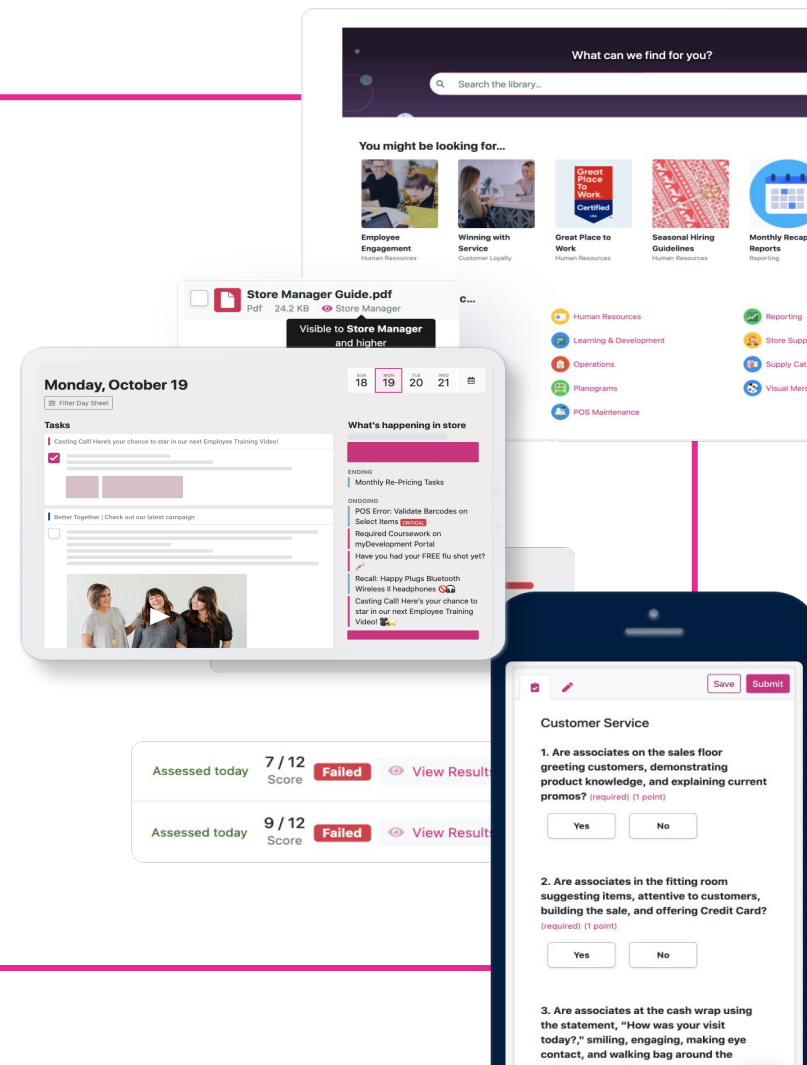 What can we find for you?
Search the library...
You might be looking for...
Great
Place
To
Work
Certified
USA
Employee
Engagement
Human Resources
Winning with
Service
Customer Loyalty
Great Place to
Work
Human Resources
Seasonal Hiring
Guidelines
Human Resources
Monthly Recap
Reports
Reporting
c...
Human Resources
Learning & Development
Operations
Planograms
POS Maintenance
Reporting
Store Supp
Supply Cat
Visual Merc
Store Manager Guide.pdf
Pdf 24.2 KB Store Manager
Visible to Store Manager
and higher
Monday, October 19
Filter Day Sheet
SUN MON TUE WED
18 19 20 21
Tasks
Casting Call! Here's your chance to star in our next Employee Training Video!
Better Together | Check out our latest campaign
What's happening in store
ENDING
Monthly Re-Pricing Tasks
ONGOING
POS Error: Validate Barcodes on
Select Items CRITICAL
Required Coursework on
myDevelopment Portal
Have you had your FREE flu shot yet?
Recall: Happy Plugs Bluetooth
Wireless II headphones
Casting Call! Here's your chance to
star in our next Employee Training
Video!
Assessed today 7 / 12 Score Failed View Results
Assessed today 9 / 12 Score Failed View Results
Save Submit
Customer Service
1. Are associates on the sales floor
greeting customers, demonstrating
product knowledge, and explaining current
promos? (required) (1 point)
Yes No
2. Are associates in the fitting room
suggesting items, attentive to customers,
building the sale, and offering Credit Card?
(required) (1 point)
Yes No
3. Are associates at the cash wrap using
the statement, "How was your visit
today?," smiling, engaging, making eye
contact, and walking bag around the